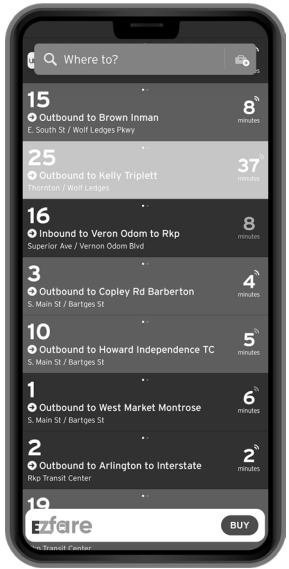 Where to?
15
Outbound to Brown Inman
E. South St / Wolf Ledges Pkwy
8
minutes
25
Outbound to Kelly Triplett
Thornton / Wolf Ledges
37
minutes
16
Inbound to Veron Odom to Rkp
Superior Ave / Vernon Odom Blvd
8
minutes
3
Outbound to Copley Rd Barberton
S. Main St / Bartges St
4
minutes
10
Outbound to Howard Independence TC
S. Main St / Bartges St
5
minutes
1
Outbound to West Market Montrose
S. Main St / Bartges St
6
minutes
2
Outbound to Arlington to Interstate
Rkp Transit Center
2
minutes
19
Ezfare
BUY
Rkp Transit Center